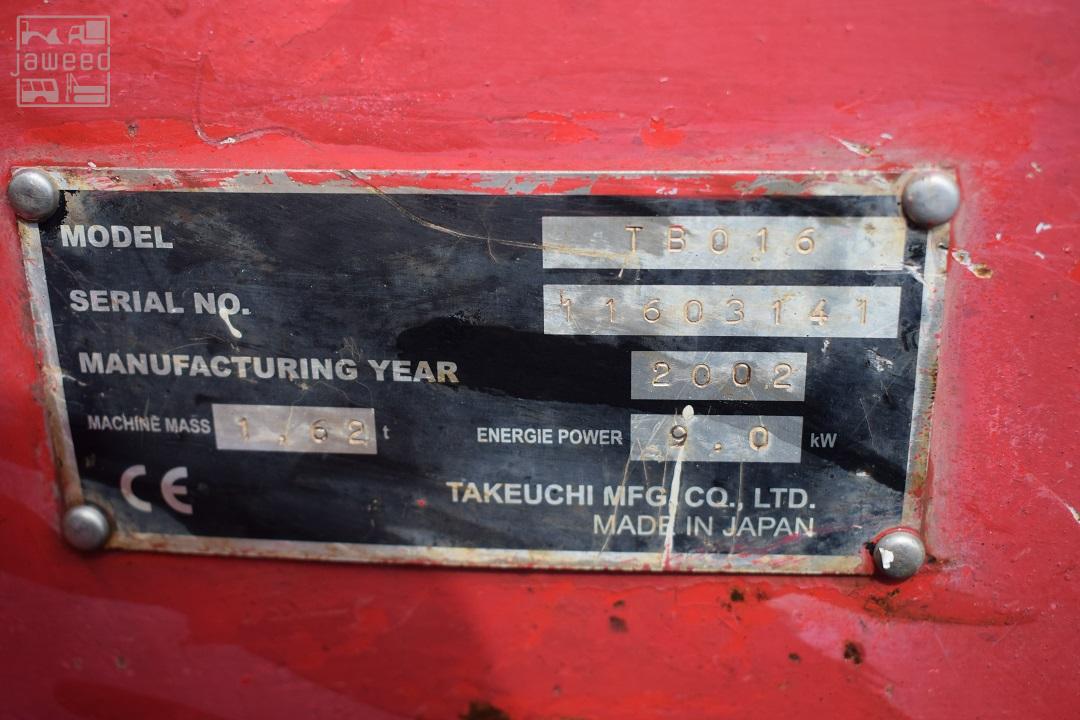 jaweed
MODEL TB016
SERIAL NO. 11603141
MANUFACTURING YEAR 2002
MACHINE MASS 1.62 t ENERGIE POWER 9.0 kW
CE TAKEUCHI MFG. CO., LTD.
MADE IN JAPAN